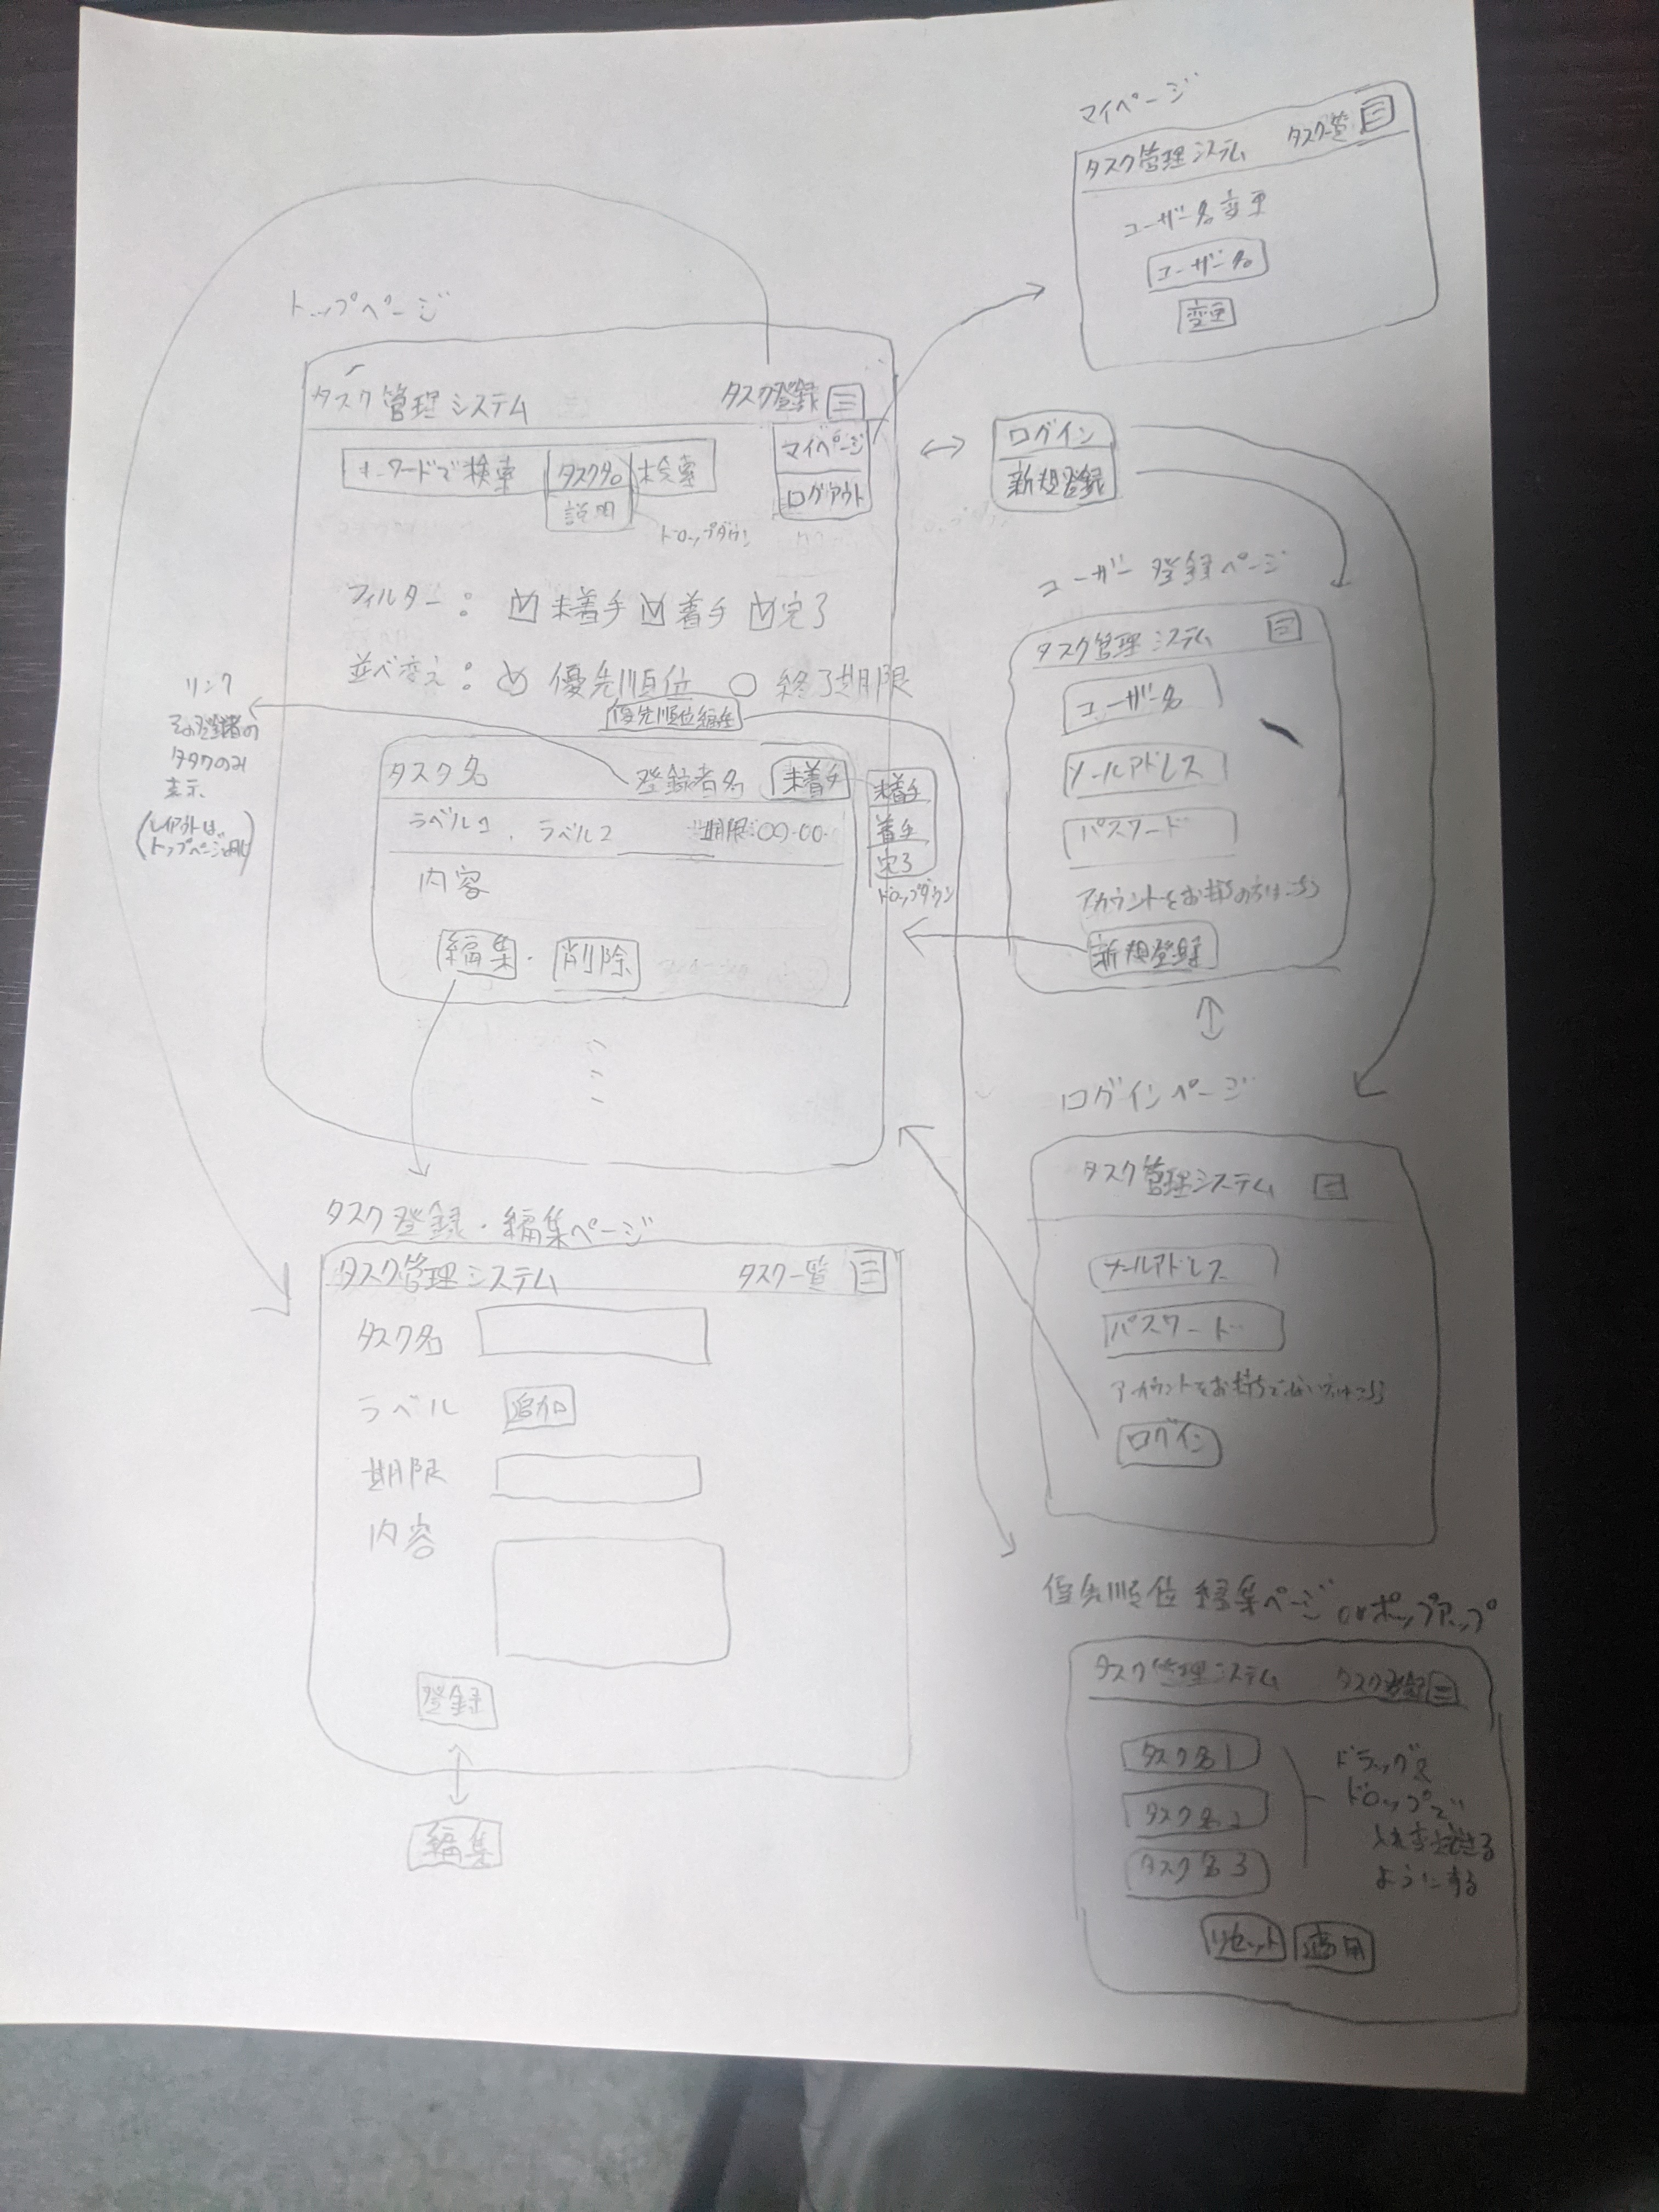 マイページ
タスク管理システム タスク一覧
ユーザー名変更
ユーザー名
変更
トップページ
タスク管理システム タスク登録
マイページ
ログアウト
キーワードで検索 タスク名 検索
説明
ドロップダウン
ログイン
新規登録
フィルター: 未着手 着手 完了
並べ変え: 優先順位 終了期限
優先順位編集
リンク
その登録者の
タスクのみ
表示
(レイアウトは
トップページと同じ)
タスク名 登録者名 未着手
ラベル1 . ラベル2 期限:00.00.
内容
編集 . 削除
未着手
着手
完了
ドロップダウン
ユーザー登録ページ
タスク管理システム
ユーザー名
メールアドレス
パスワード
アカウントをお持ちの方はこちら
新規登録
ログインページ
タスク管理システム
メールアドレス
パスワード
アカウントをお持ちでない方はこちら
ログイン
タスク登録・編集ページ
タスク管理システム タスク一覧
タスク名
ラベル 追加
期限
内容
登録
編集
優先順位編集ページ orポップアップ
タスク管理システム タスク登録
タスク名1
タスク名2
タスク名3
ドラッグ&
ドロップで
入れ変えできる
ようにする
リセット 適用